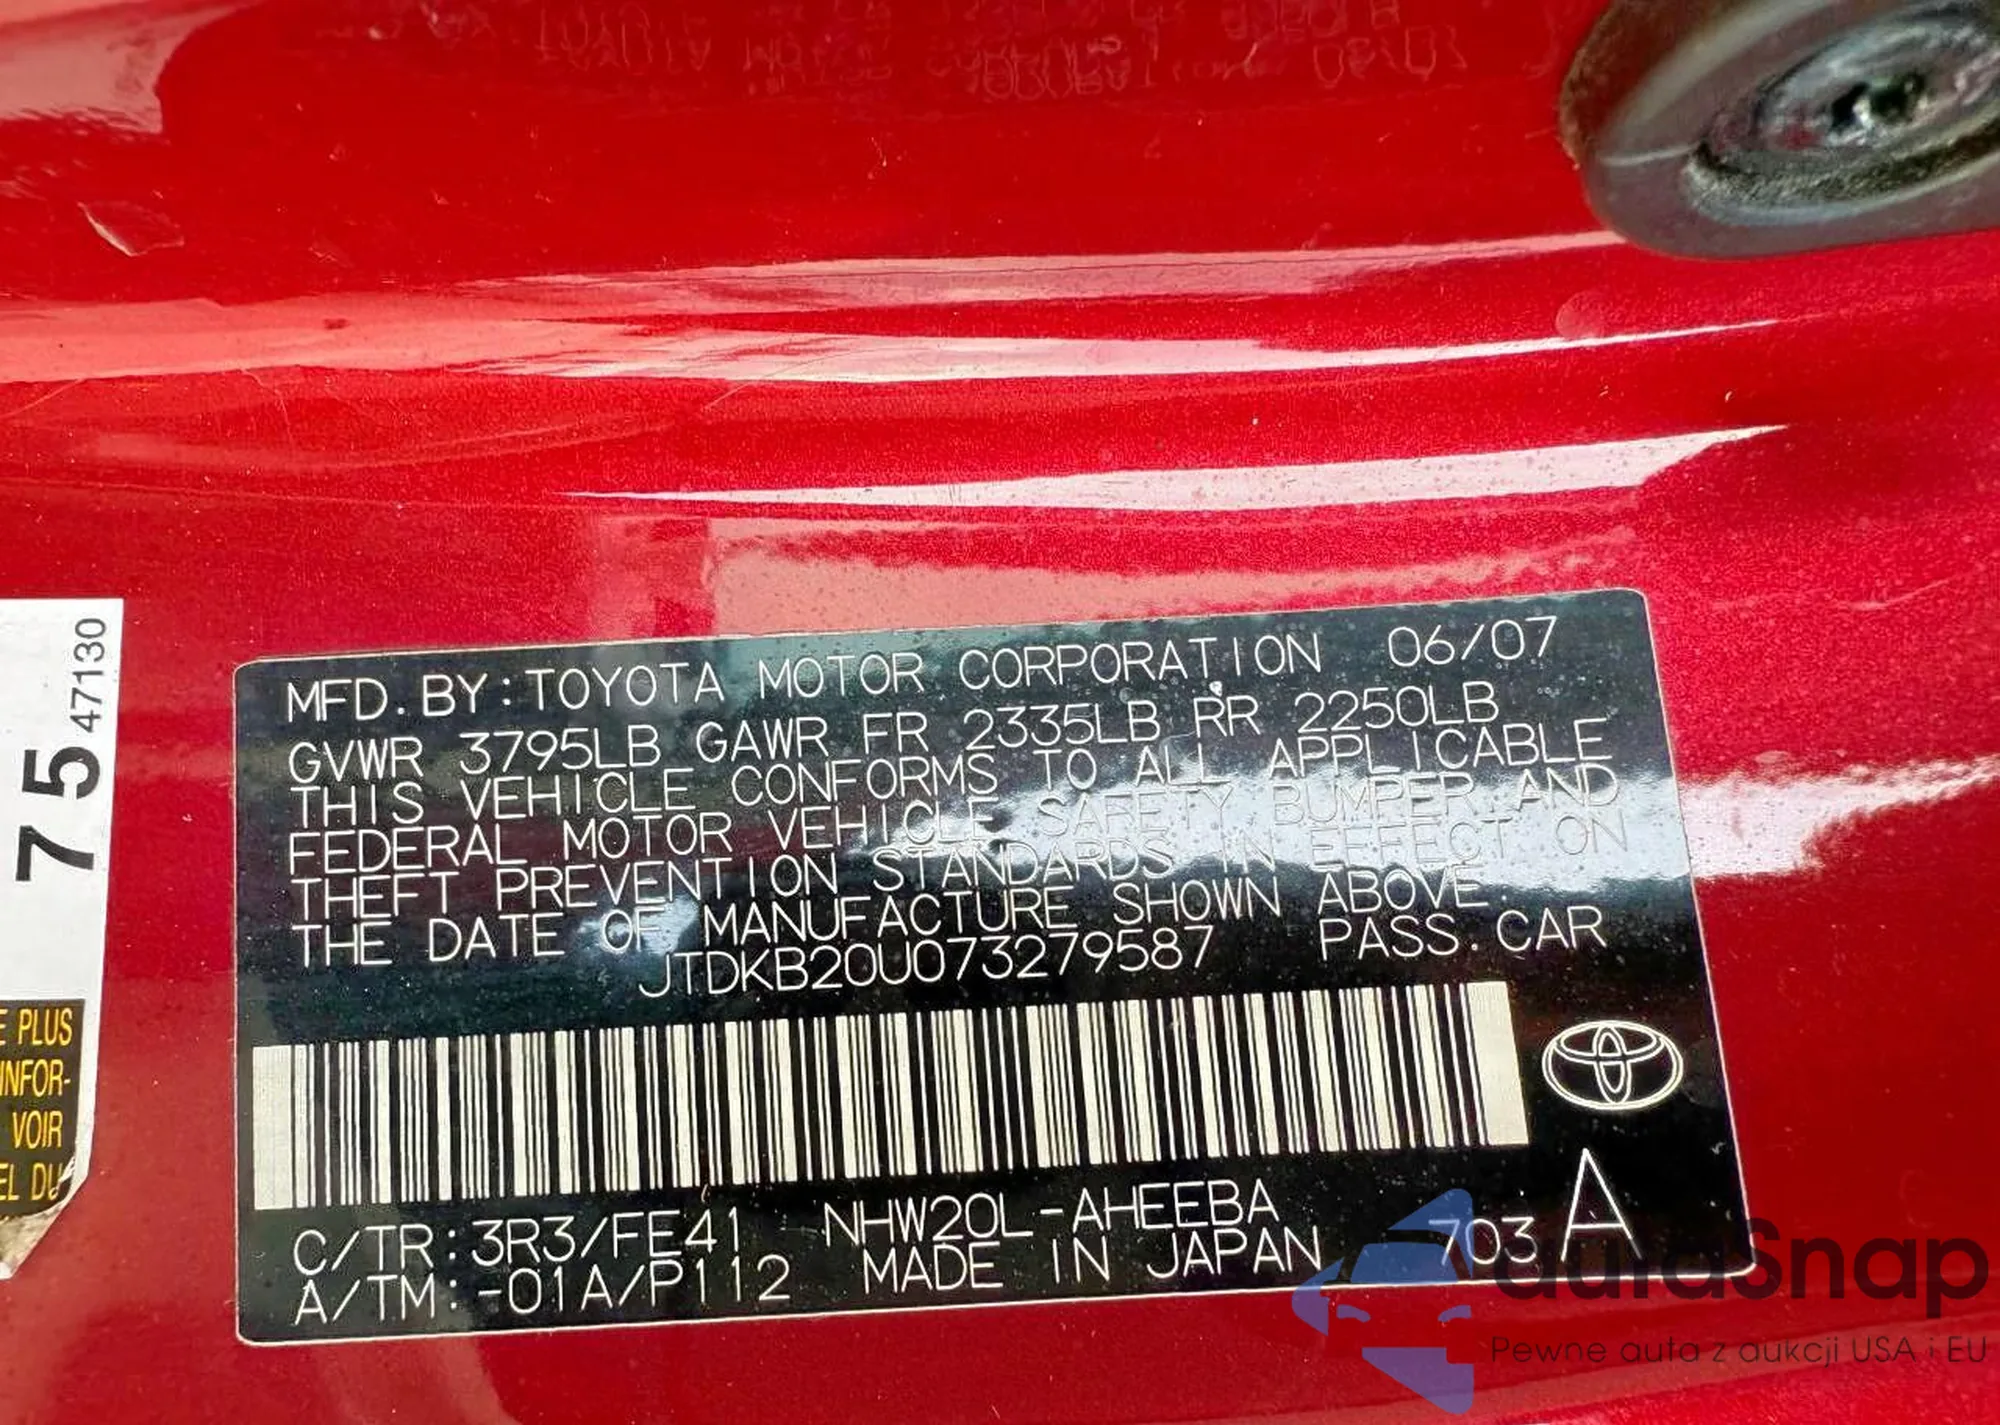 MFD. BY:TOYOTA MOTOR CORPORATION 06/07
GVWR 3795LB GAWR FR 2335LB RR 2250LB
THIS VEHICLE CONFORMS TO ALL APPLICABLE
FEDERAL MOTOR VEHICLE SAFETY BUMPER AND
THEFT PREVENTION STANDARDS IN EFFECT ON
THE DATE OF MANUFACTURE SHOWN ABOVE.
JTDKB20U073279587 PASS.CAR
C/TR:3R3/FE41 NHW20L-AHEEBA
A/TM:-01A/P112 MADE IN JAPAN 703 A
75 47130
E PLUS
INFOR-
VOIR
EL DU
autoSnap
Pewne auta z aukcji USA i EU